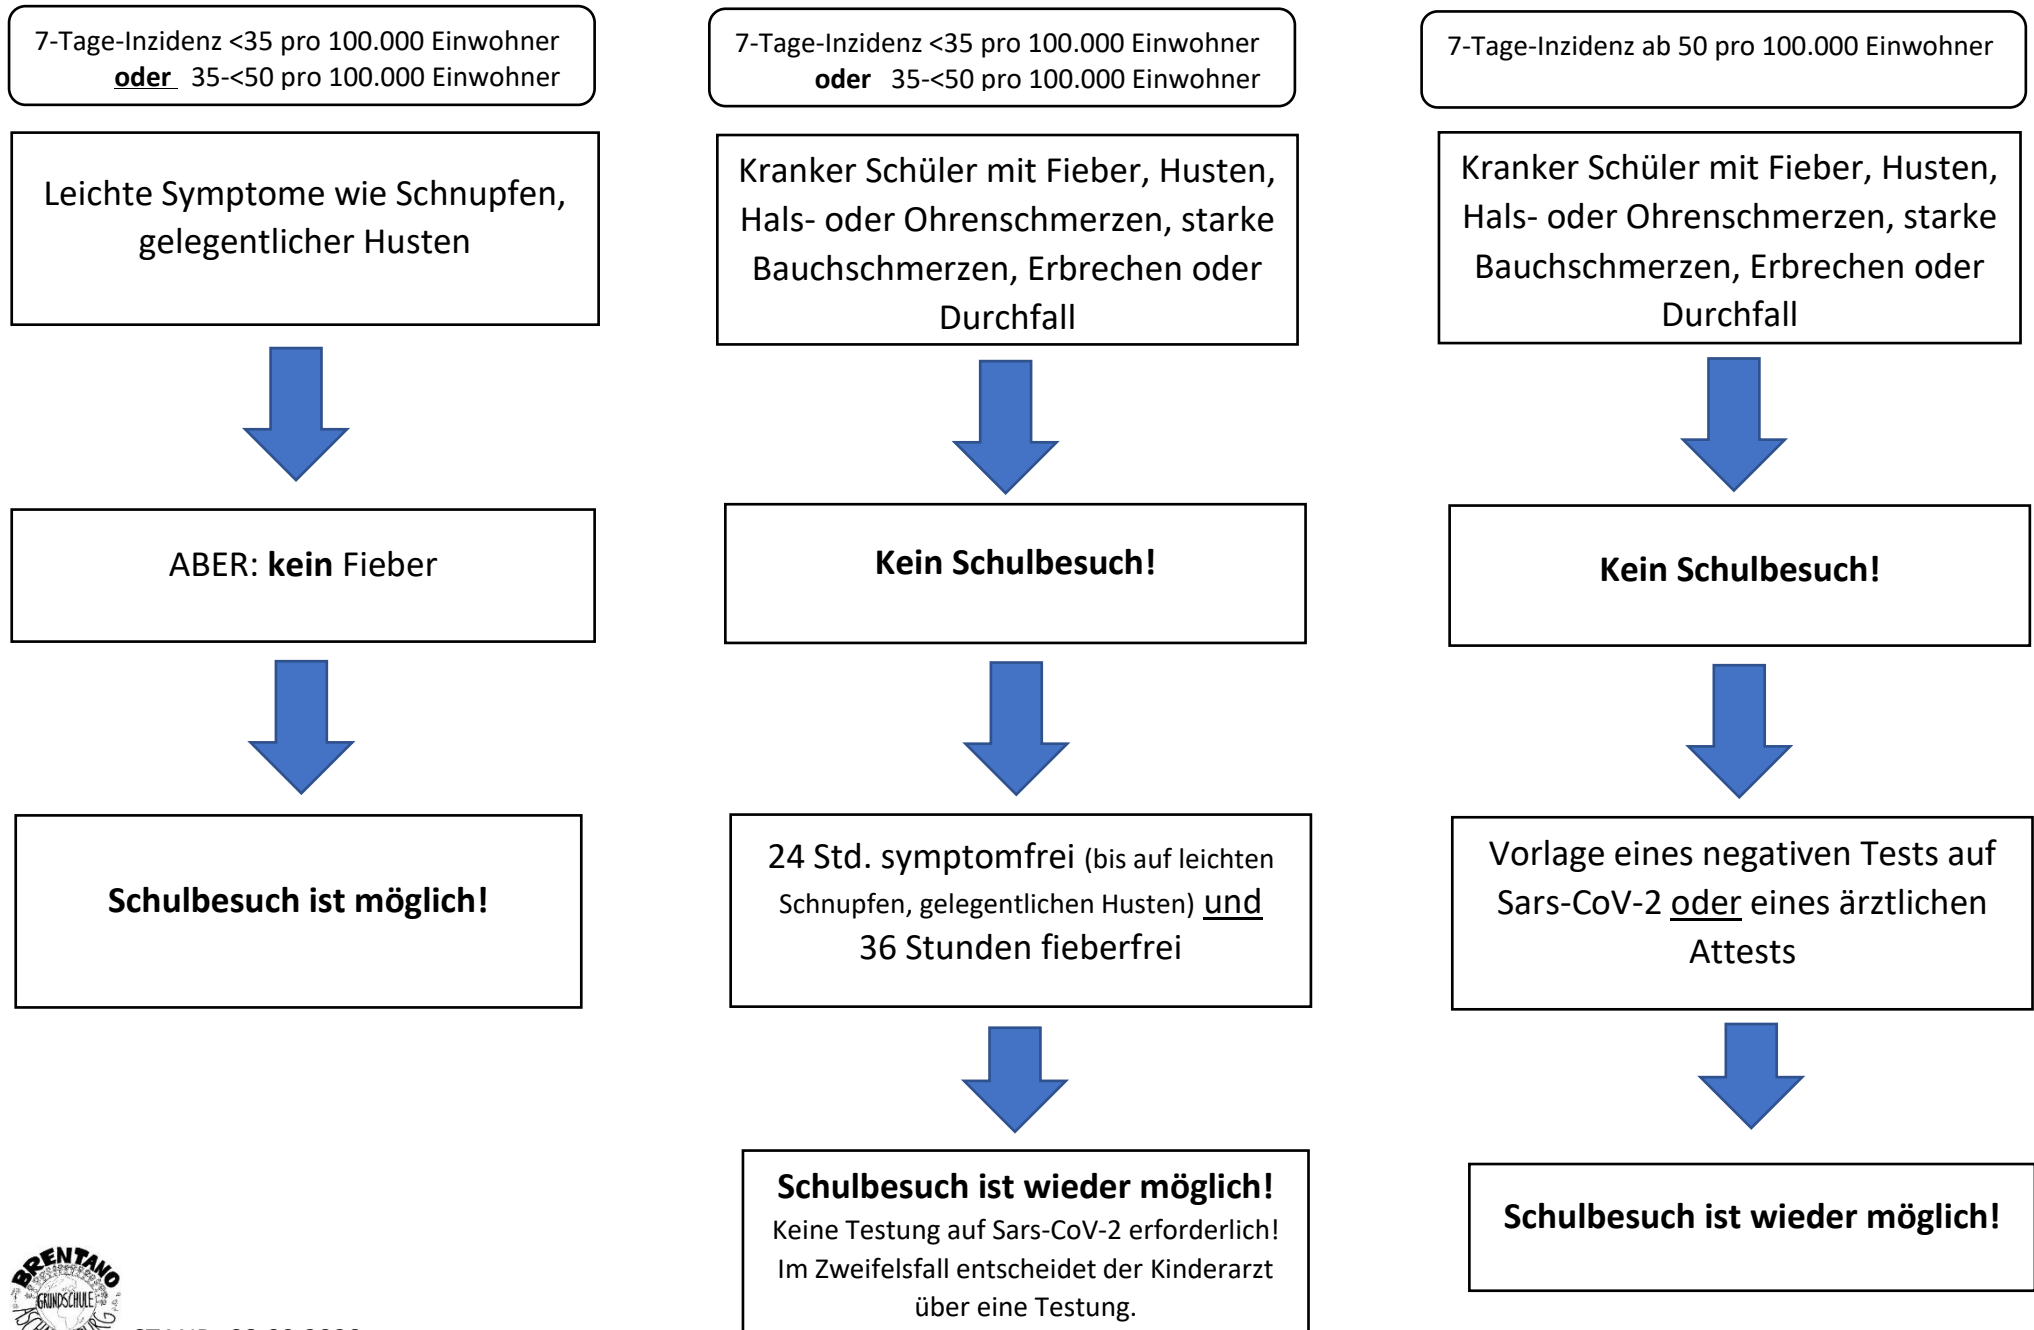 7-Tage-Inzidenz <35 pro 100.000 Einwohner
oder 35-<50 pro 100.000 Einwohner
Leichte Symptome wie Schnupfen,
gelegentlicher Husten
ABER: kein Fieber
Schulbesuch ist möglich!
7-Tage-Inzidenz <35 pro 100.000 Einwohner
oder 35-<50 pro 100.000 Einwohner
Kranker Schüler mit Fieber, Husten,
Hals- oder Ohrenschmerzen, starke
Bauchschmerzen, Erbrechen oder
Durchfall
Kein Schulbesuch!
24 Std. symptomfrei (bis auf leichten
Schnupfen, gelegentlichen Husten) und
36 Stunden fieberfrei
Schulbesuch ist wieder möglich!
Keine Testung auf Sars-CoV-2 erforderlich!
Im Zweifelsfall entscheidet der Kinderarzt
über eine Testung.
7-Tage-Inzidenz ab 50 pro 100.000 Einwohner
Kranker Schüler mit Fieber, Husten,
Hals- oder Ohrenschmerzen, starke
Bauchschmerzen, Erbrechen oder
Durchfall
Kein Schulbesuch!
Vorlage eines negativen Tests auf
Sars-CoV-2 oder eines ärztlichen
Attests
Schulbesuch ist wieder möglich!
BRENTANO
GRUNDSCHULE